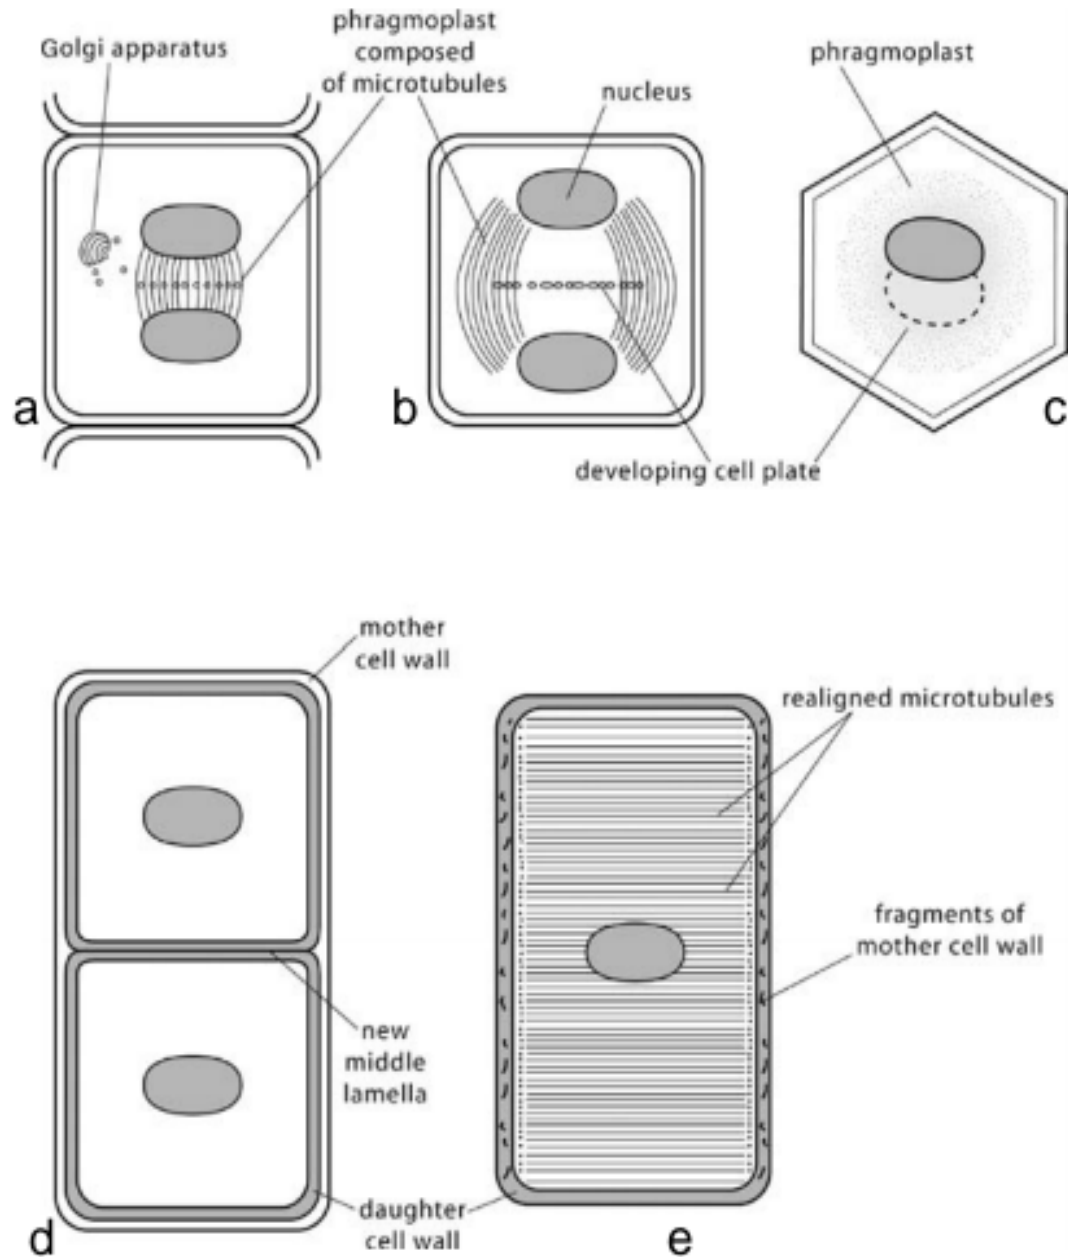 phragmoplast
composed
of microtubules
Golgi apparatus
nucleus
phragmoplast
a
b
c
developing cell plate
mother
cell wall
realigned microtubules
fragments of
mother cell wall
new
middle
lamella
daughter
cell wall
d
e